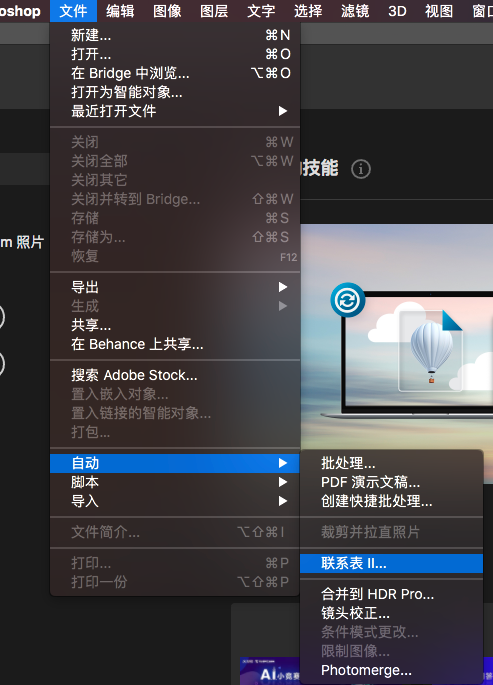 oshop 文件 编辑 图像 图层 文字 选择 滤镜 3D 视图 窗口
新建... ⌘N
打开... ⌘O
在 Bridge 中浏览... ⌥⌘O
打开为智能对象...
最近打开文件 ▶
关闭 ⌘W
关闭全部 ⌥⌘W
关闭其它
关闭并转到 Bridge... ⇧⌘W
存储 ⌘S
存储为... ⇧⌘S
恢复 F12
技能
m 照片
导出 ▶
生成 ▶
共享...
在 Behance 上共享...
搜索 Adobe Stock...
置入嵌入对象...
置入链接的智能对象...
打包...
自动 ▶
脚本 ▶
导入 ▶
文件简介... ⌥⇧⌘I
打印... ⌘P
打印一份 ⌥⇧⌘P
批处理...
PDF 演示文稿...
创建快捷批处理...
裁剪并拉直照片
联系表 II...
合并到 HDR Pro...
镜头校正...
条件模式更改...
限制图像...
Photomerge...
AI小竞赛